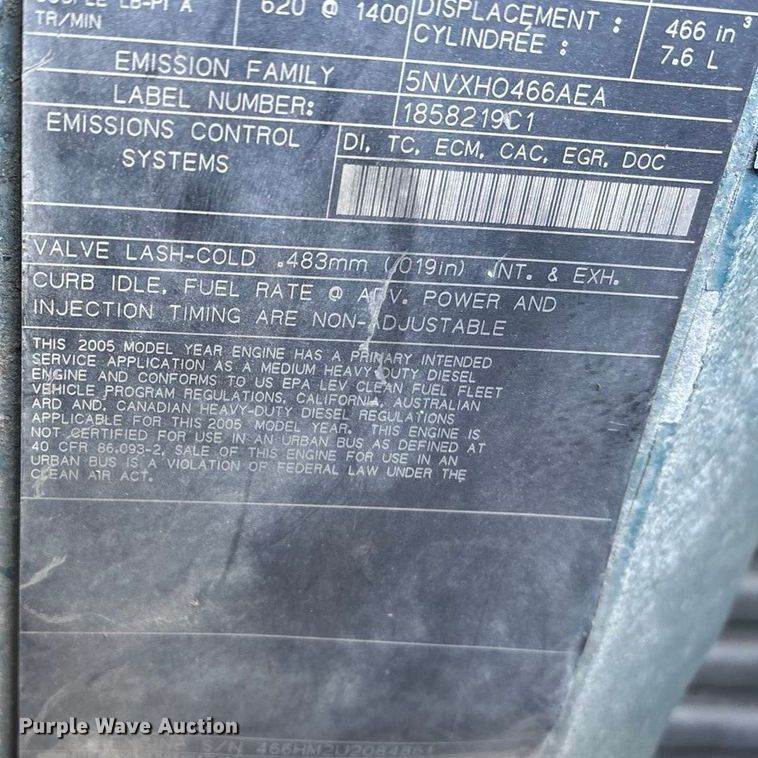 LB-PI A
TR/MIN
620 @ 1400
DISPLACEMENT :
CYLINDRÉE :
466 in³
7.6 L
EMISSION FAMILY
5NVXH0466AEA
LABEL NUMBER:
1858219C1
EMISSIONS CONTROL
SYSTEMS
DI, TC, ECM, CAC, EGR, DOC
VALVE LASH-COLD .483mm (.019in) INT. & EXH.
CURB IDLE, FUEL RATE @ ADV. POWER AND
INJECTION TIMING ARE NON-ADJUSTABLE
THIS 2005 MODEL YEAR ENGINE HAS A PRIMARY INTENDED
SERVICE APPLICATION AS A MEDIUM HEAVY-DUTY DIESEL
ENGINE AND CONFORMS TO US EPA LEV CLEAN FUEL FLEET
VEHICLE PROGRAM REGULATIONS, CALIFORNIA, AUSTRALIAN
ARD AND, CANADIAN HEAVY-DUTY DIESEL REGULATIONS
APPLICABLE FOR THIS 2005 MODEL YEAR. THIS ENGINE IS
NOT CERTIFIED FOR USE IN AN URBAN BUS AS DEFINED AT
40 CFR 86.093-2, SALE OF THIS ENGINE FOR USE IN AN
URBAN BUS IS A VIOLATION OF FEDERAL LAW UNDER THE
CLEAN AIR ACT.
Purple Wave Auction
S/N 466HM2U2084861